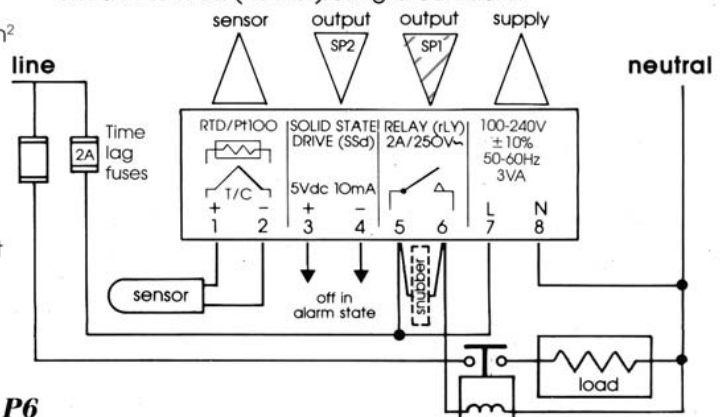 sensor output output supply
SP2 SP1
n²
line neutral
RTD/Pt100 SOLID STATE RELAY (rLY) 100-240V
DRIVE (SSd) 2A/250V~ ±10%
50-60Hz
3VA
2A Time
lag
fuses
T/C 5Vdc 10mA
+ − + − L N
1 2 3 4 5 6 7 8
sensor
off in
alarm state
snubber
load
P6